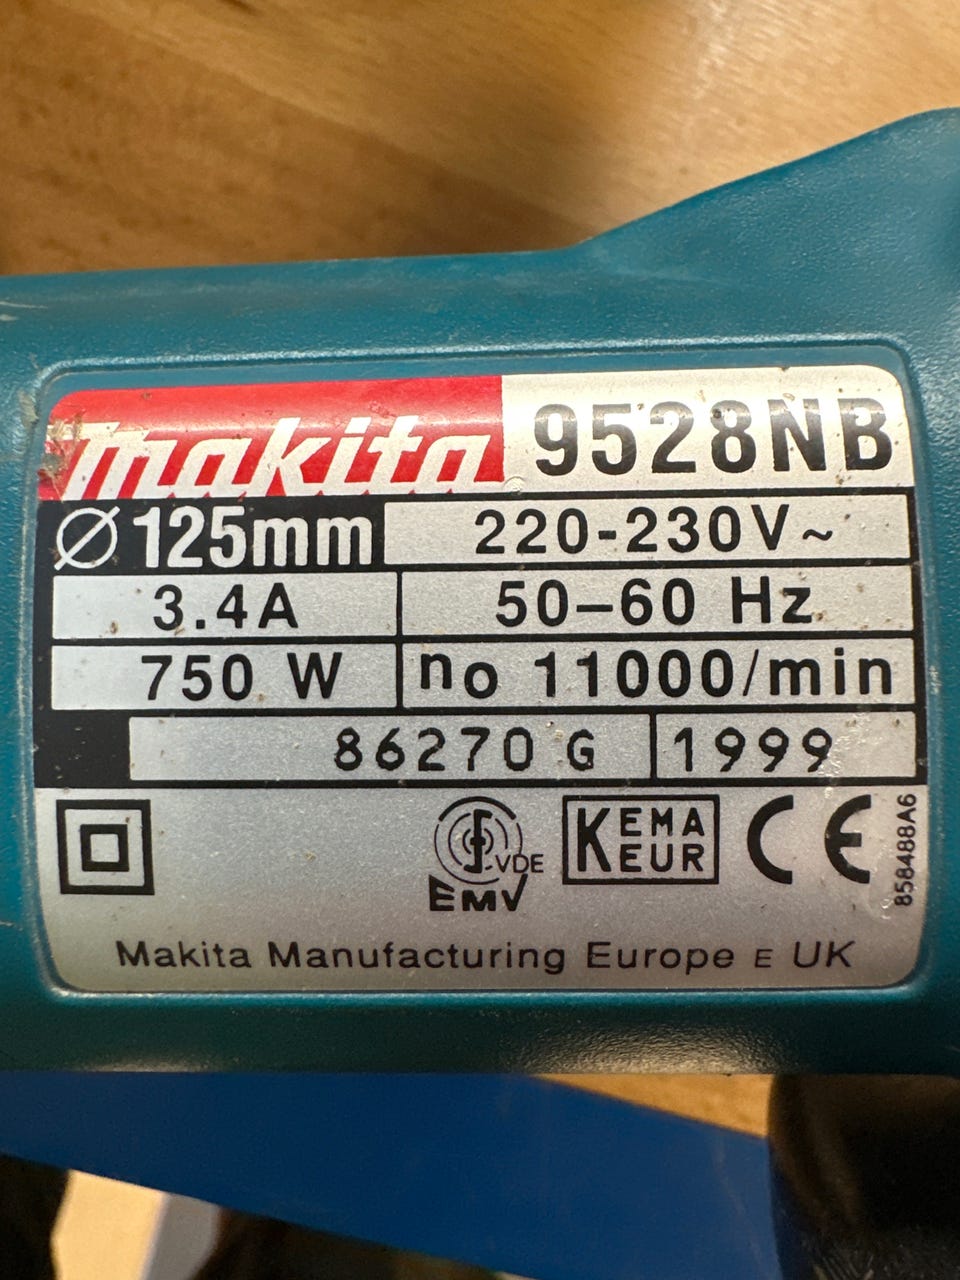 makita 9528NB
Ø 125mm 220-230V~
3.4A 50–60 Hz
750 W no 11000/min
86270 G 1999
VDE
EMV
KEMA
KEUR
CE
858488A6
Makita Manufacturing Europe E UK